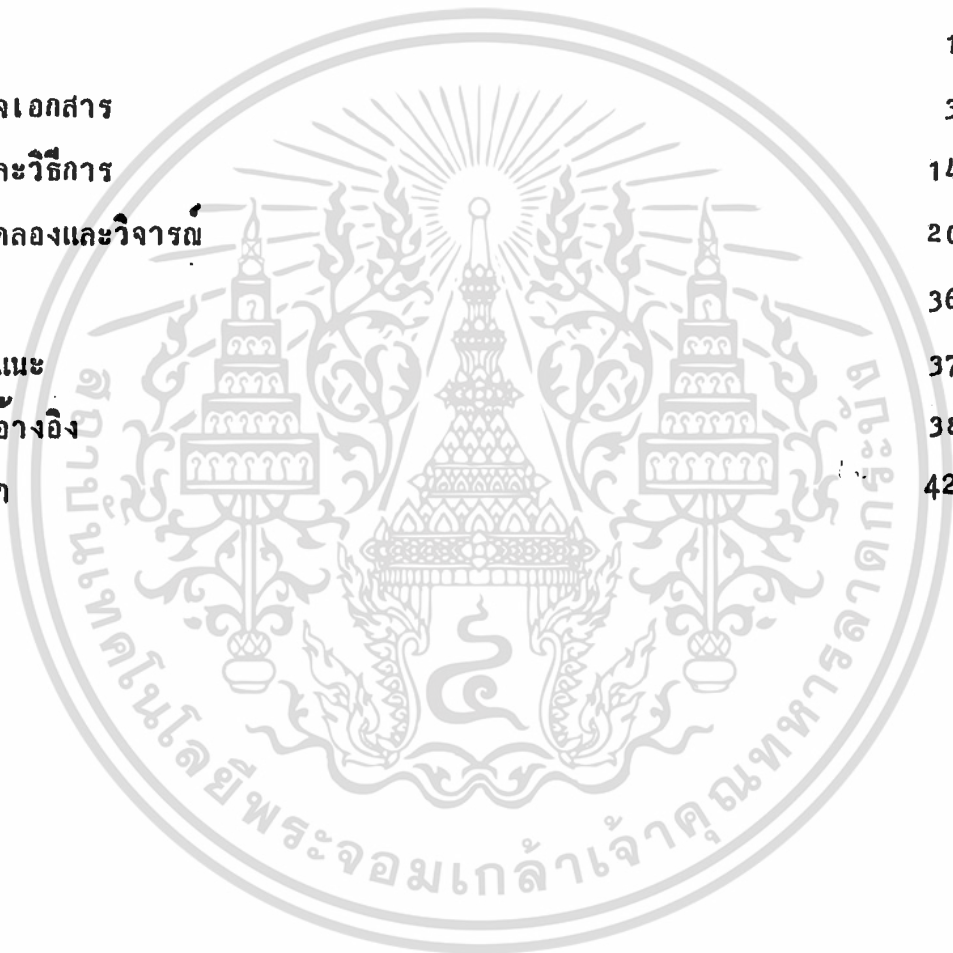 1
จเอกสาร 3
ละวิธีการ 14
ดลองและวิจารณ์ 20
36
แนะ 37
อ้างอิง 38
ก 42
สถาบันเทคโนโลยีพระจอมเกล้าเจ้าคุณทหารลาดกระบัง